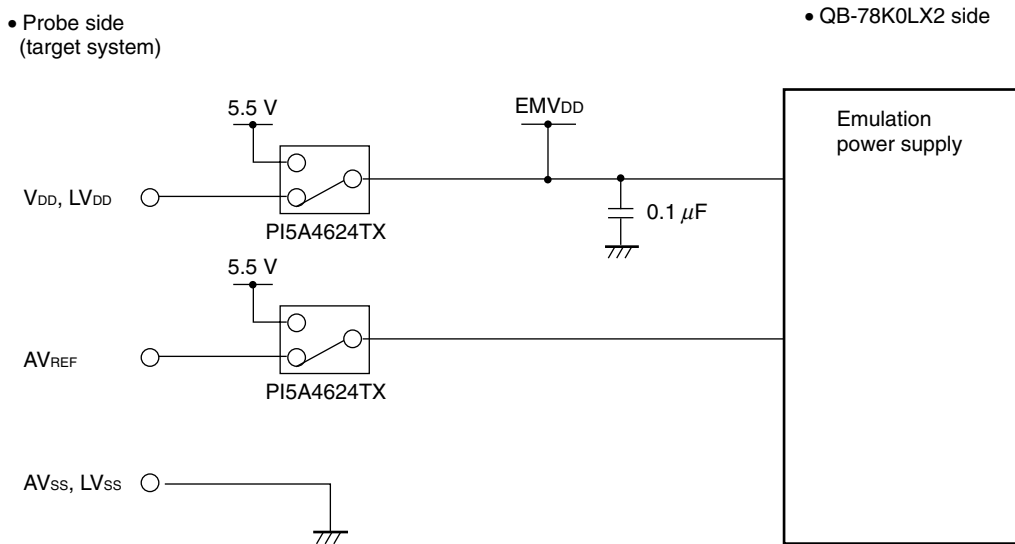 • Probe side
(target system)
• QB-78K0LX2 side
5.5 V
EMVDD
Emulation
power supply
VDD, LVDD
0.1 µF
PI5A4624TX
5.5 V
AVREF
PI5A4624TX
AVss, LVss